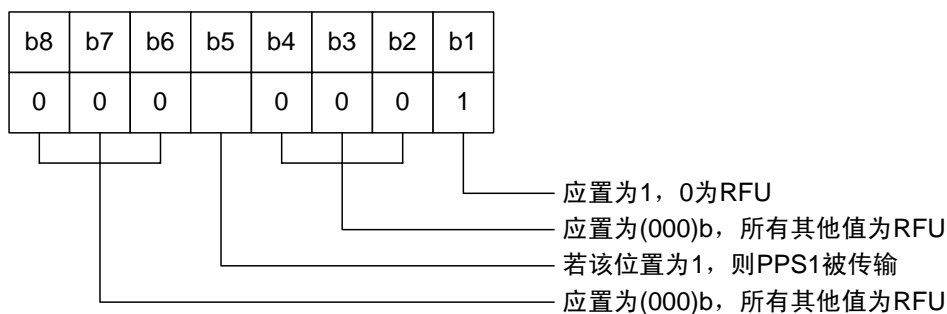 b8 b7 b6 b5 b4 b3 b2 b1
0 0 0 0 0 0 1
应置为1，0为RFU
应置为(000)b，所有其他值为RFU
若该位置为1，则PPS1被传输
应置为(000)b，所有其他值为RFU